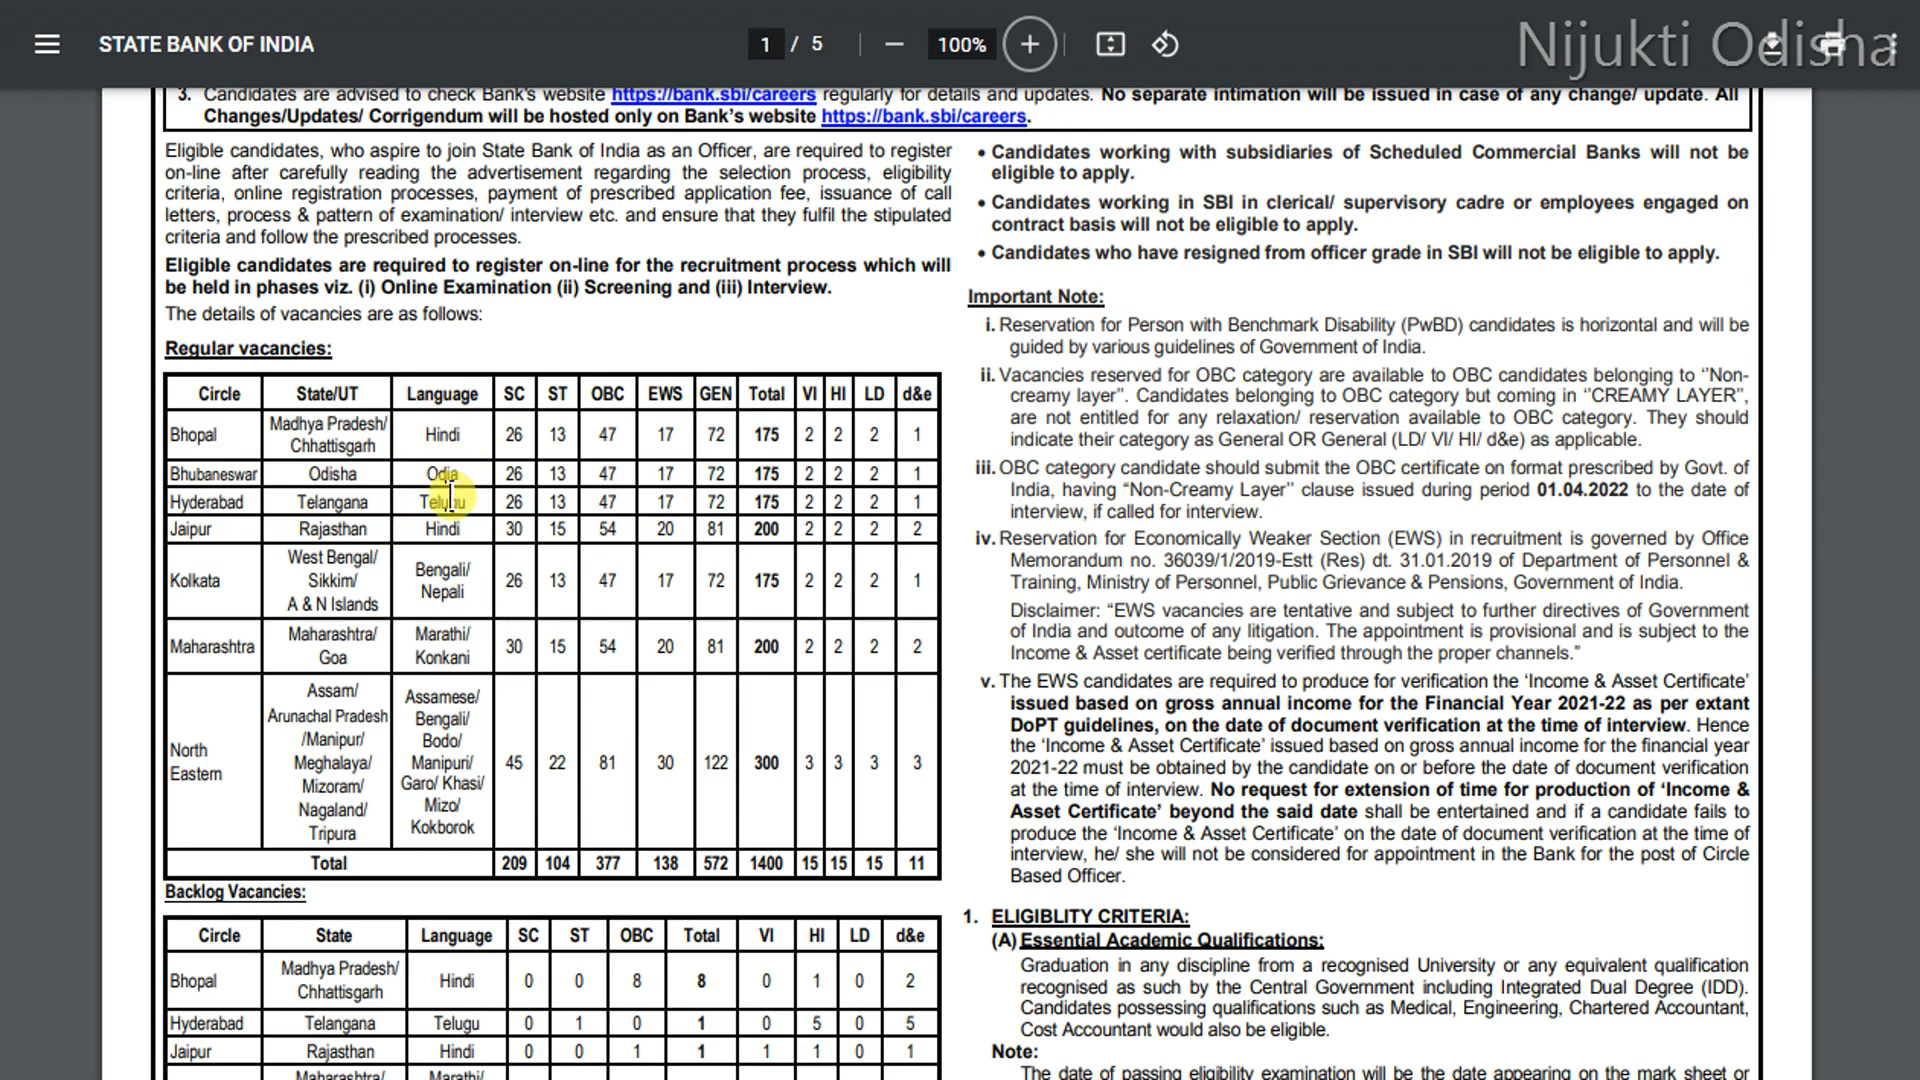 STATE BANK OF INDIA
1 / 5
100%
Nijukti Odisha
3. Candidates are advised to check Bank's website https://bank.sbi/careers regularly for details and updates. No separate intimation will be issued in case of any change/ update. All
Changes/Updates/ Corrigendum will be hosted only on Bank's website https://bank.sbi/careers.
Eligible candidates, who aspire to join State Bank of India as an Officer, are required to register
on-line after carefully reading the advertisement regarding the selection process, eligibility
criteria, online registration processes, payment of prescribed application fee, issuance of call
letters, process & pattern of examination/ interview etc. and ensure that they fulfil the stipulated
criteria and follow the prescribed processes.
Eligible candidates are required to register on-line for the recruitment process which will
be held in phases viz. (i) Online Examination (ii) Screening and (iii) Interview.
The details of vacancies are as follows:
Regular vacancies:
Circle State/UT Language SC ST OBC EWS GEN Total VI HI LD d&e
Bhopal Madhya Pradesh/ Chhattisgarh Hindi 26 13 47 17 72 175 2 2 2 1
Bhubaneswar Odisha Odia 26 13 47 17 72 175 2 2 2 1
Hyderabad Telangana Telugu 26 13 47 17 72 175 2 2 2 1
Jaipur Rajasthan Hindi 30 15 54 20 81 200 2 2 2 2
Kolkata West Bengal/ Sikkim/ A & N Islands Bengali/ Nepali 26 13 47 17 72 175 2 2 2 1
Maharashtra Maharashtra/ Goa Marathi/ Konkani 30 15 54 20 81 200 2 2 2 2
North Eastern Assam/ Arunachal Pradesh /Manipur/ Meghalaya/ Mizoram/ Nagaland/ Tripura Assamese/ Bengali/ Bodo/ Manipuri/ Garo/ Khasi/ Mizo/ Kokborok 45 22 81 30 122 300 3 3 3 3
Total 209 104 377 138 572 1400 15 15 15 11
Backlog Vacancies:
Circle State Language SC ST OBC Total VI HI LD d&e
Bhopal Madhya Pradesh/ Chhattisgarh Hindi 0 0 8 8 0 1 0 2
Hyderabad Telangana Telugu 0 1 0 1 0 5 0 5
Jaipur Rajasthan Hindi 0 0 1 1 1 1 0 1
Maharashtra/ Marathi/
• Candidates working with subsidiaries of Scheduled Commercial Banks will not be
eligible to apply.
• Candidates working in SBI in clerical/ supervisory cadre or employees engaged on
contract basis will not be eligible to apply.
• Candidates who have resigned from officer grade in SBI will not be eligible to apply.
Important Note:
i. Reservation for Person with Benchmark Disability (PwBD) candidates is horizontal and will be
guided by various guidelines of Government of India.
ii. Vacancies reserved for OBC category are available to OBC candidates belonging to ‘'Non-
creamy layer''. Candidates belonging to OBC category but coming in ‘'CREAMY LAYER'',
are not entitled for any relaxation/ reservation available to OBC category. They should
indicate their category as General OR General (LD/ VI/ HI/ d&e) as applicable.
iii. OBC category candidate should submit the OBC certificate on format prescribed by Govt. of
India, having “Non-Creamy Layer’' clause issued during period 01.04.2022 to the date of
interview, if called for interview.
iv. Reservation for Economically Weaker Section (EWS) in recruitment is governed by Office
Memorandum no. 36039/1/2019-Estt (Res) dt. 31.01.2019 of Department of Personnel &
Training, Ministry of Personnel, Public Grievance & Pensions, Government of India.
Disclaimer: “EWS vacancies are tentative and subject to further directives of Government
of India and outcome of any litigation. The appointment is provisional and is subject to the
Income & Asset certificate being verified through the proper channels.”
v. The EWS candidates are required to produce for verification the ‘Income & Asset Certificate’
issued based on gross annual income for the Financial Year 2021-22 as per extant
DoPT guidelines, on the date of document verification at the time of interview. Hence
the ‘Income & Asset Certificate’ issued based on gross annual income for the financial year
2021-22 must be obtained by the candidate on or before the date of document verification
at the time of interview. No request for extension of time for production of ‘Income &
Asset Certificate’ beyond the said date shall be entertained and if a candidate fails to
produce the ‘Income & Asset Certificate’ on the date of document verification at the time of
interview, he/ she will not be considered for appointment in the Bank for the post of Circle
Based Officer.
1. ELIGIBLITY CRITERIA:
(A) Essential Academic Qualifications:
Graduation in any discipline from a recognised University or any equivalent qualification
recognised as such by the Central Government including Integrated Dual Degree (IDD).
Candidates possessing qualifications such as Medical, Engineering, Chartered Accountant,
Cost Accountant would also be eligible.
Note:
The date of passing eligibility examination will be the date appearing on the mark sheet or